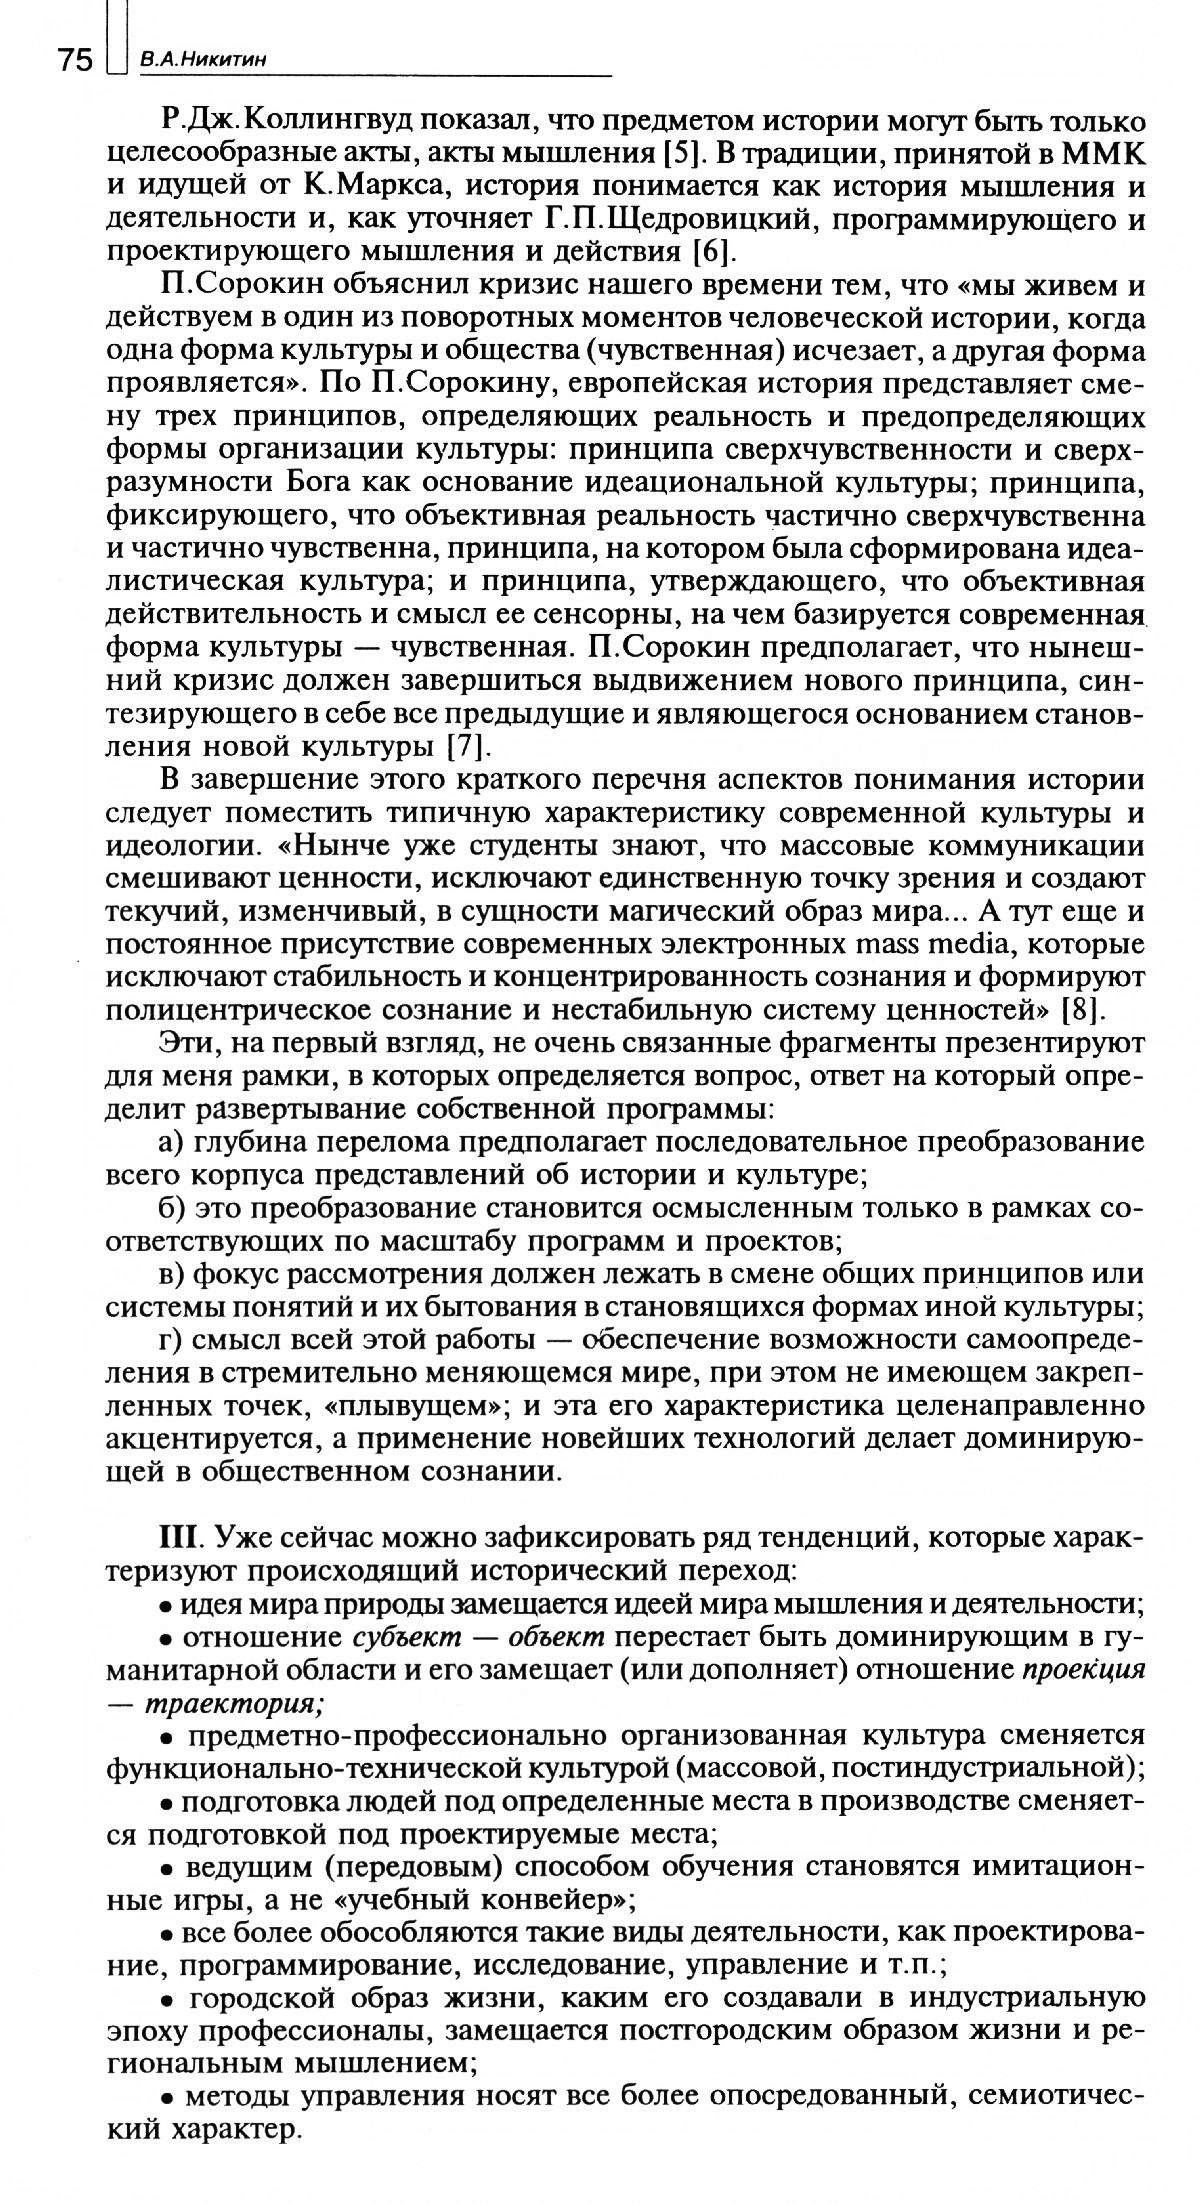 75
В.А.Никитин
Р.Дж.Коллингвуд показал, что предметом истории могут быть только
целесообразные акты, акты мышления [5]. В традиции, принятой в ММК
и идущей от К.Маркса, история понимается как история мышления и
деятельности и, как уточняет Г.П.Щедровицкий, программирующего и
проектирующего мышления и действия [6].
П.Сорокин объяснил кризис нашего времени тем, что «мы живем и
действуем в один из поворотных моментов человеческой истории, когда
одна форма культуры и общества (чувственная) исчезает, а другая форма
проявляется». По П.Сорокину, европейская история представляет сме-
ну трех принципов, определяющих реальность и предопределяющих
формы организации культуры: принципа сверхчувственности и сверх-
разумности Бога как основание идеациональной культуры; принципа,
фиксирующего, что объективная реальность частично сверхчувственна
и частично чувственна, принципа, на котором была сформирована идеа-
листическая культура; и принципа, утверждающего, что объективная
действительность и смысл ее сенсорны, на чем базируется современная
форма культуры — чувственная. П.Сорокин предполагает, что нынеш-
ний кризис должен завершиться выдвижением нового принципа, син-
тезирующего в себе все предыдущие и являющегося основанием станов-
ления новой культуры [7].
В завершение этого краткого перечня аспектов понимания истории
следует поместить типичную характеристику современной культуры и
идеологии. «Нынче уже студенты знают, что массовые коммуникации
смешивают ценности, исключают единственную точку зрения и создают
текучий, изменчивый, в сущности магический образ мира... А тут еще и
постоянное присутствие современных электронных mass media, которые
исключают стабильность и концентрированность сознания и формируют
полицентрическое сознание и нестабильную систему ценностей» [8].
Эти, на первый взгляд, не очень связанные фрагменты презентируют
для меня рамки, в которых определяется вопрос, ответ на который опре-
делит развертывание собственной программы:
а) глубина перелома предполагает последовательное преобразование
всего корпуса представлений об истории и культуре;
б) это преобразование становится осмысленным только в рамках со-
ответствующих по масштабу программ и проектов;
в) фокус рассмотрения должен лежать в смене общих принципов или
системы понятий и их бытования в становящихся формах иной культуры;
г) смысл всей этой работы — обеспечение возможности самоопреде-
ления в стремительно меняющемся мире, при этом не имеющем закреп-
ленных точек, «плывущем»; и эта его характеристика целенаправленно
акцентируется, а применение новейших технологий делает доминирую-
щей в общественном сознании.
III. Уже сейчас можно зафиксировать ряд тенденций, которые харак-
теризуют происходящий исторический переход:
• идея мира природы замещается идеей мира мышления и деятельности;
• отношение субъект — объект перестает быть доминирующим в гу-
манитарной области и его замещает (или дополняет) отношение проекция
— траектория;
• предметно-профессионально организованная культура сменяется
функционально-технической культурой (массовой, постиндустриальной);
• подготовка людей под определенные места в производстве сменяет-
ся подготовкой под проектируемые места;
• ведущим (передовым) способом обучения становятся имитацион-
ные игры, а не «учебный конвейер»;
• все более обособляются такие виды деятельности, как проектирова-
ние, программирование, исследование, управление и т.п.;
• городской образ жизни, каким его создавали в индустриальную
эпоху профессионалы, замещается постгородским образом жизни и ре-
гиональным мышлением;
• методы управления носят все более опосредованный, семиотичес-
кий характер.